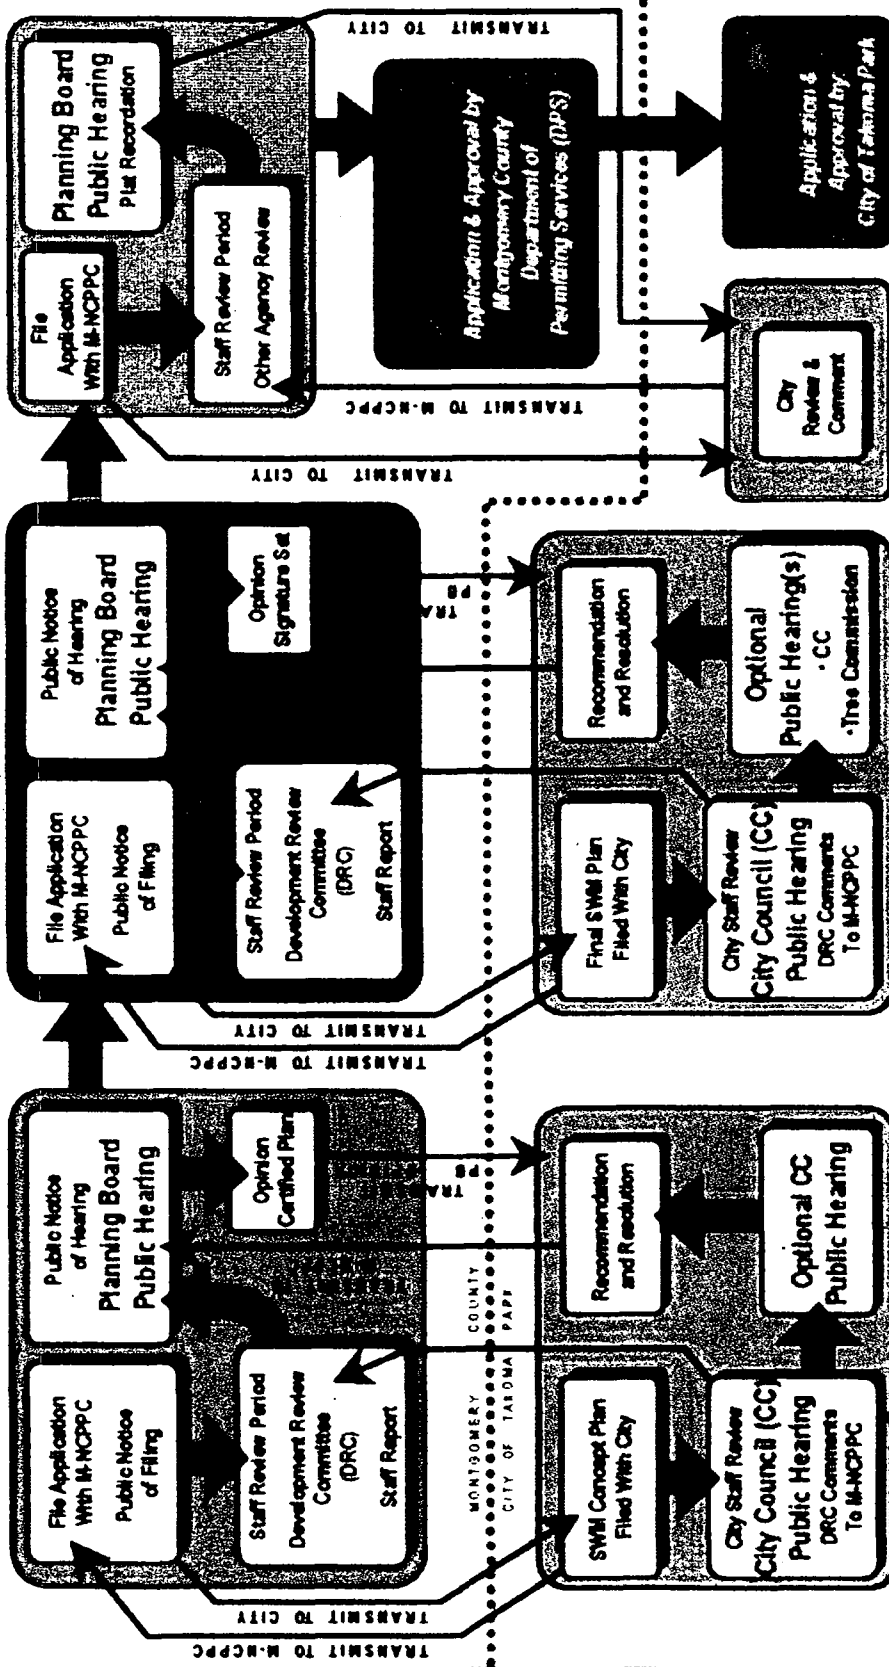 File Application
With M-NCPPC
Public Notice
of Filing
Public Notice
of Hearing
Planning Board
Public Hearing
Staff Review Period
Development Review
Committee
(DRC)
Staff Report
Opinion
Certified Plan
TRANSMIT TO M-NCPPC
TRANSMIT TO CITY
PB
MONTGOMERY COUNTY
CITY OF TAKOMA PARK
SWM Concept Plan
Filed With City
Recommendation
and Resolution
City Staff Review
City Council (CC)
Public Hearing
DRC Comments
To M-NCPPC
Optional CC
Public Hearing
File Application
With M-NCPPC
Public Notice
of Filing
Public Notice
of Hearing
Planning Board
Public Hearing
Staff Review Period
Development Review
Committee
(DRC)
Staff Report
Opinion
Signature Set
TRANSMIT TO M-NCPPC
TRANSMIT TO CITY
PB
Final SWM Plan
Filed With City
Recommendation
and Resolution
City Staff Review
City Council (CC)
Public Hearing
DRC Comments
To M-NCPPC
Optional
Public Hearing(s)
• CC
• Tree Commission
File
Application
With M-NCPPC
Planning Board
Public Hearing
Plat Recordation
Staff Review Period
Other Agency Review
TRANSMIT TO CITY
TRANSMIT TO M-NCPPC
TRANSMIT TO CITY
Application & Approval by
Montgomery County
Department of
Permitting Services (DPS)
City
Review &
Comment
Application &
Approval by
City of Takoma Park